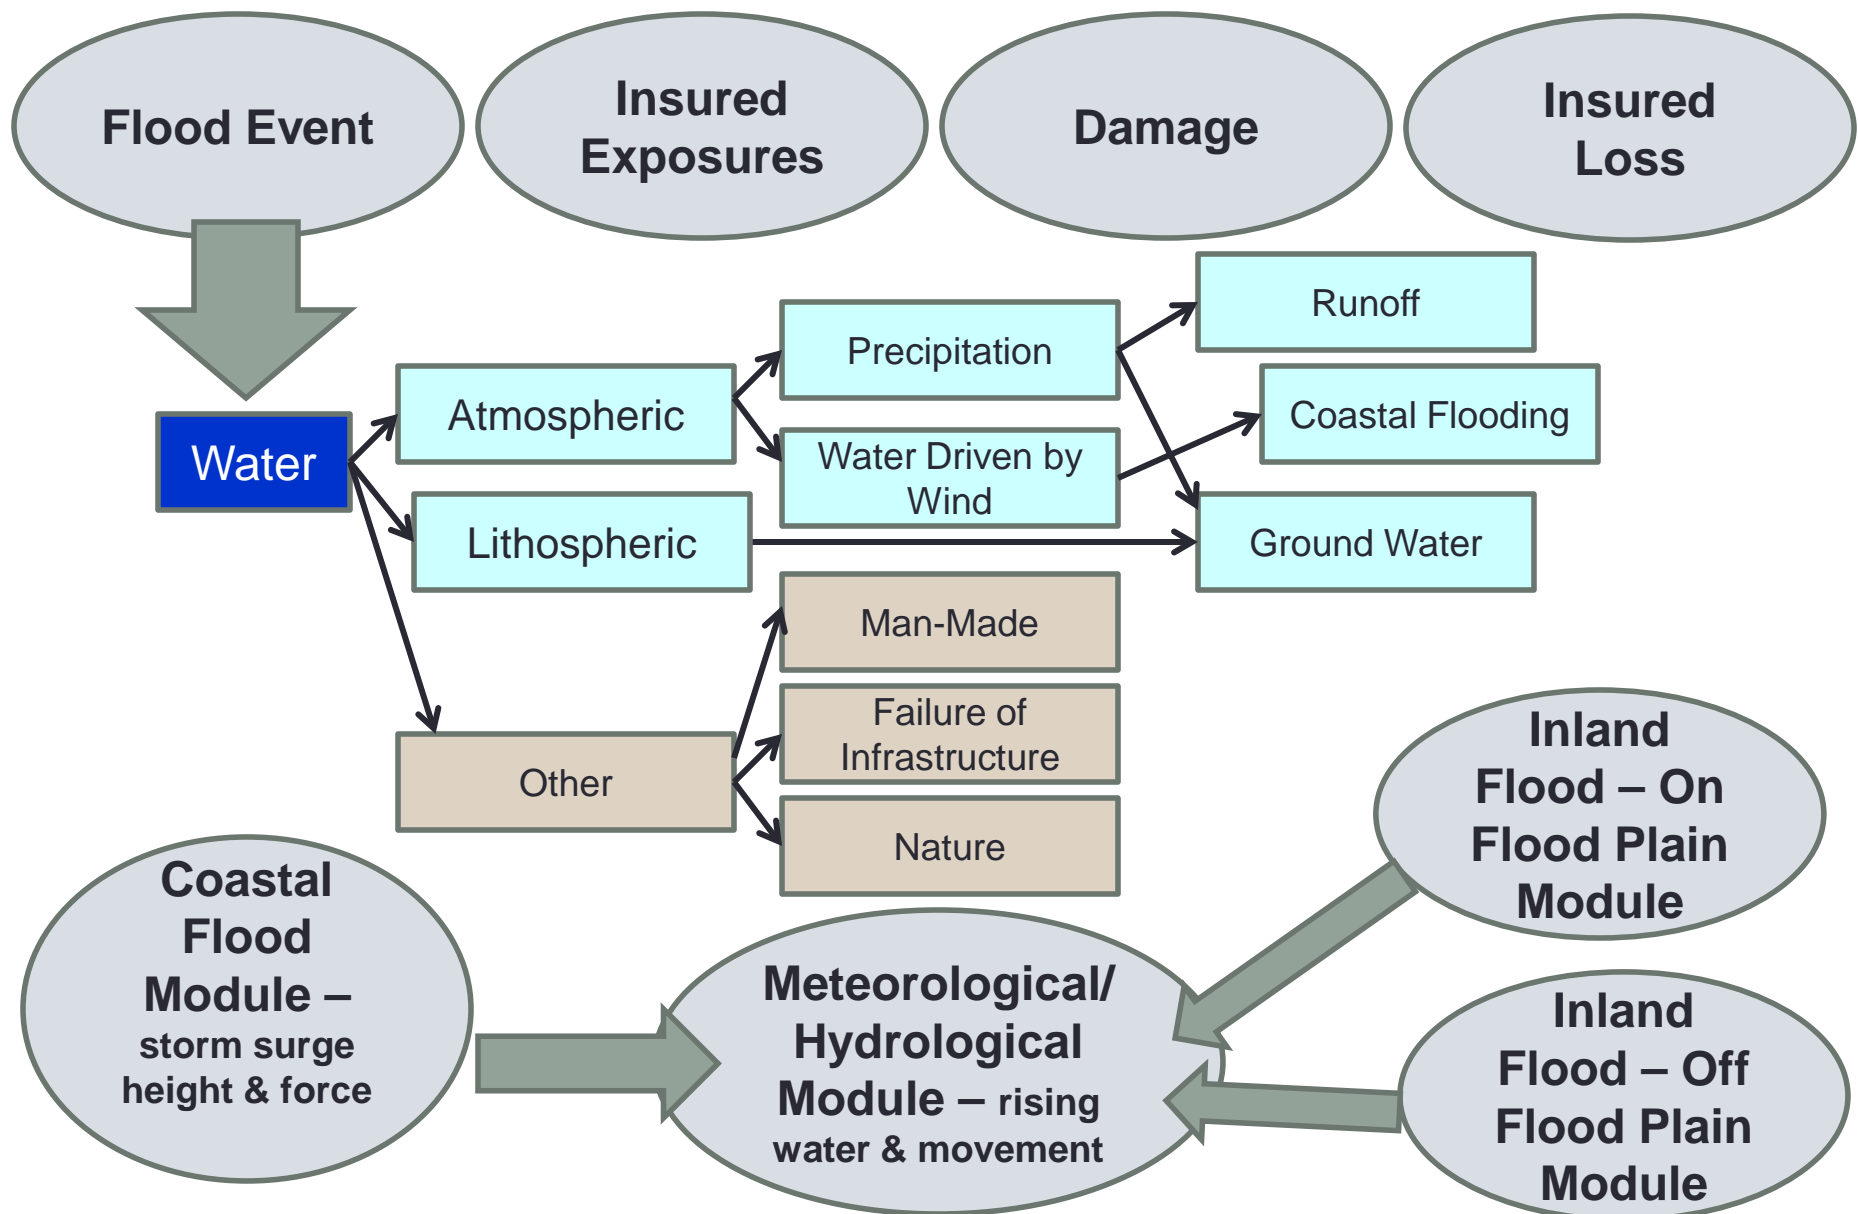 Flood Event
Insured
Exposures
Damage
Insured
Loss
Runoff
Precipitation
Atmospheric
Coastal Flooding
Water
Water Driven by
Wind
Lithospheric
Ground Water
Man-Made
Failure of
Infrastructure
Other
Nature
Inland
Flood – On
Flood Plain
Module
Coastal
Flood
Module –
storm surge
height & force
Meteorological/
Hydrological
Module – rising
water & movement
Inland
Flood – Off
Flood Plain
Module